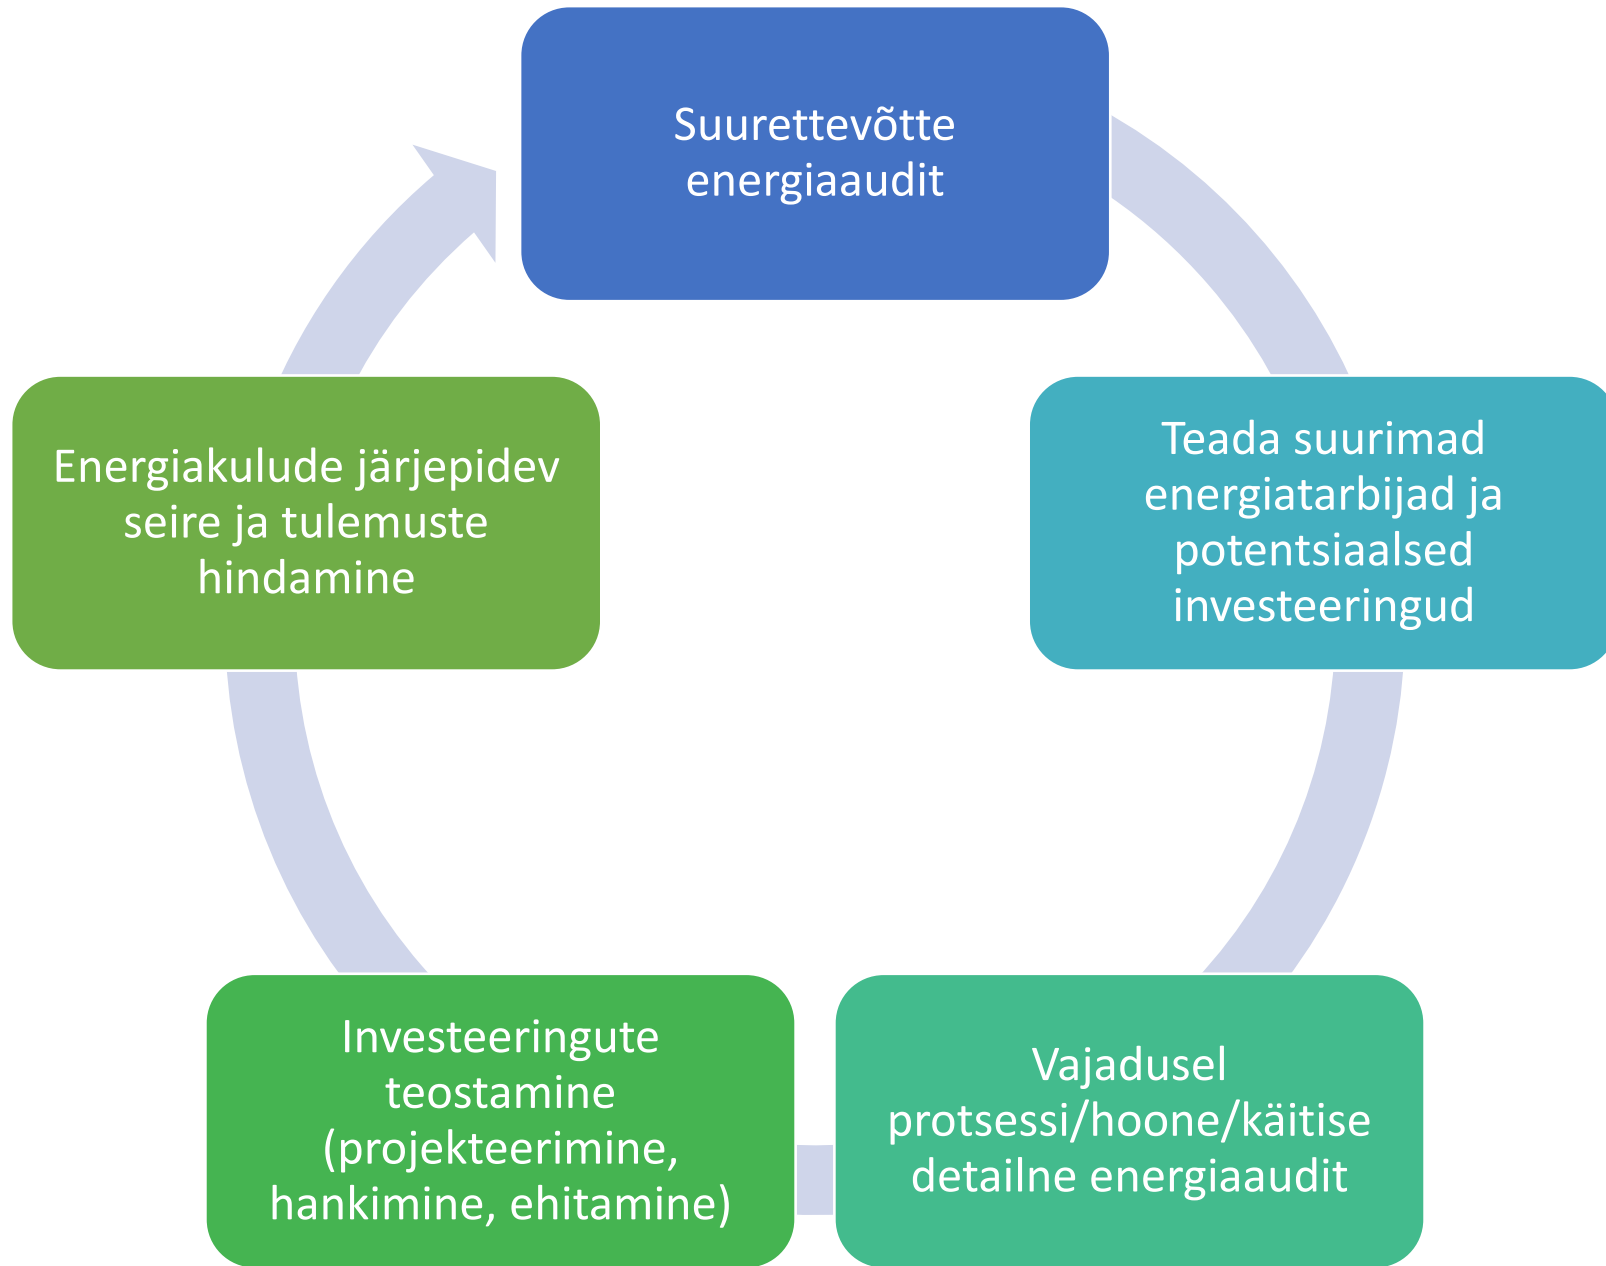 Suurettevõtte
energiaaudit
Teada suurimad
energiatarbijad ja
potentsiaalsed
investeeringud
Vajadusel
protsessi/hoone/käitise
detailne energiaaudit
Investeeringute
teostamine
(projekteerimine,
hankimine, ehitamine)
Energiakulude järjepidev
seire ja tulemuste
hindamine